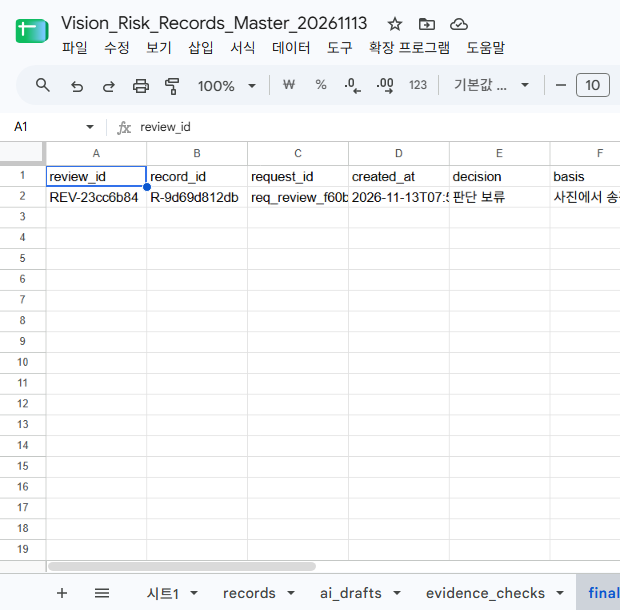 Vision_Risk_Records_Master_20261113
파일 수정 보기 삽입 서식 데이터 도구 확장 프로그램 도움말
100% ₩ % .0 .00 123 기본값 ... 10
A1 fx review_id
A B C D E F
1 review_id record_id request_id created_at decision basis
2 REV-23cc6b84 R-9d69d812db req_review_f60b 2026-11-13T07:5 판단 보류 사진에서 송
3
4
5
6
7
8
9
10
11
12
13
14
15
16
17
18
19
시트1 records ai_drafts evidence_checks final